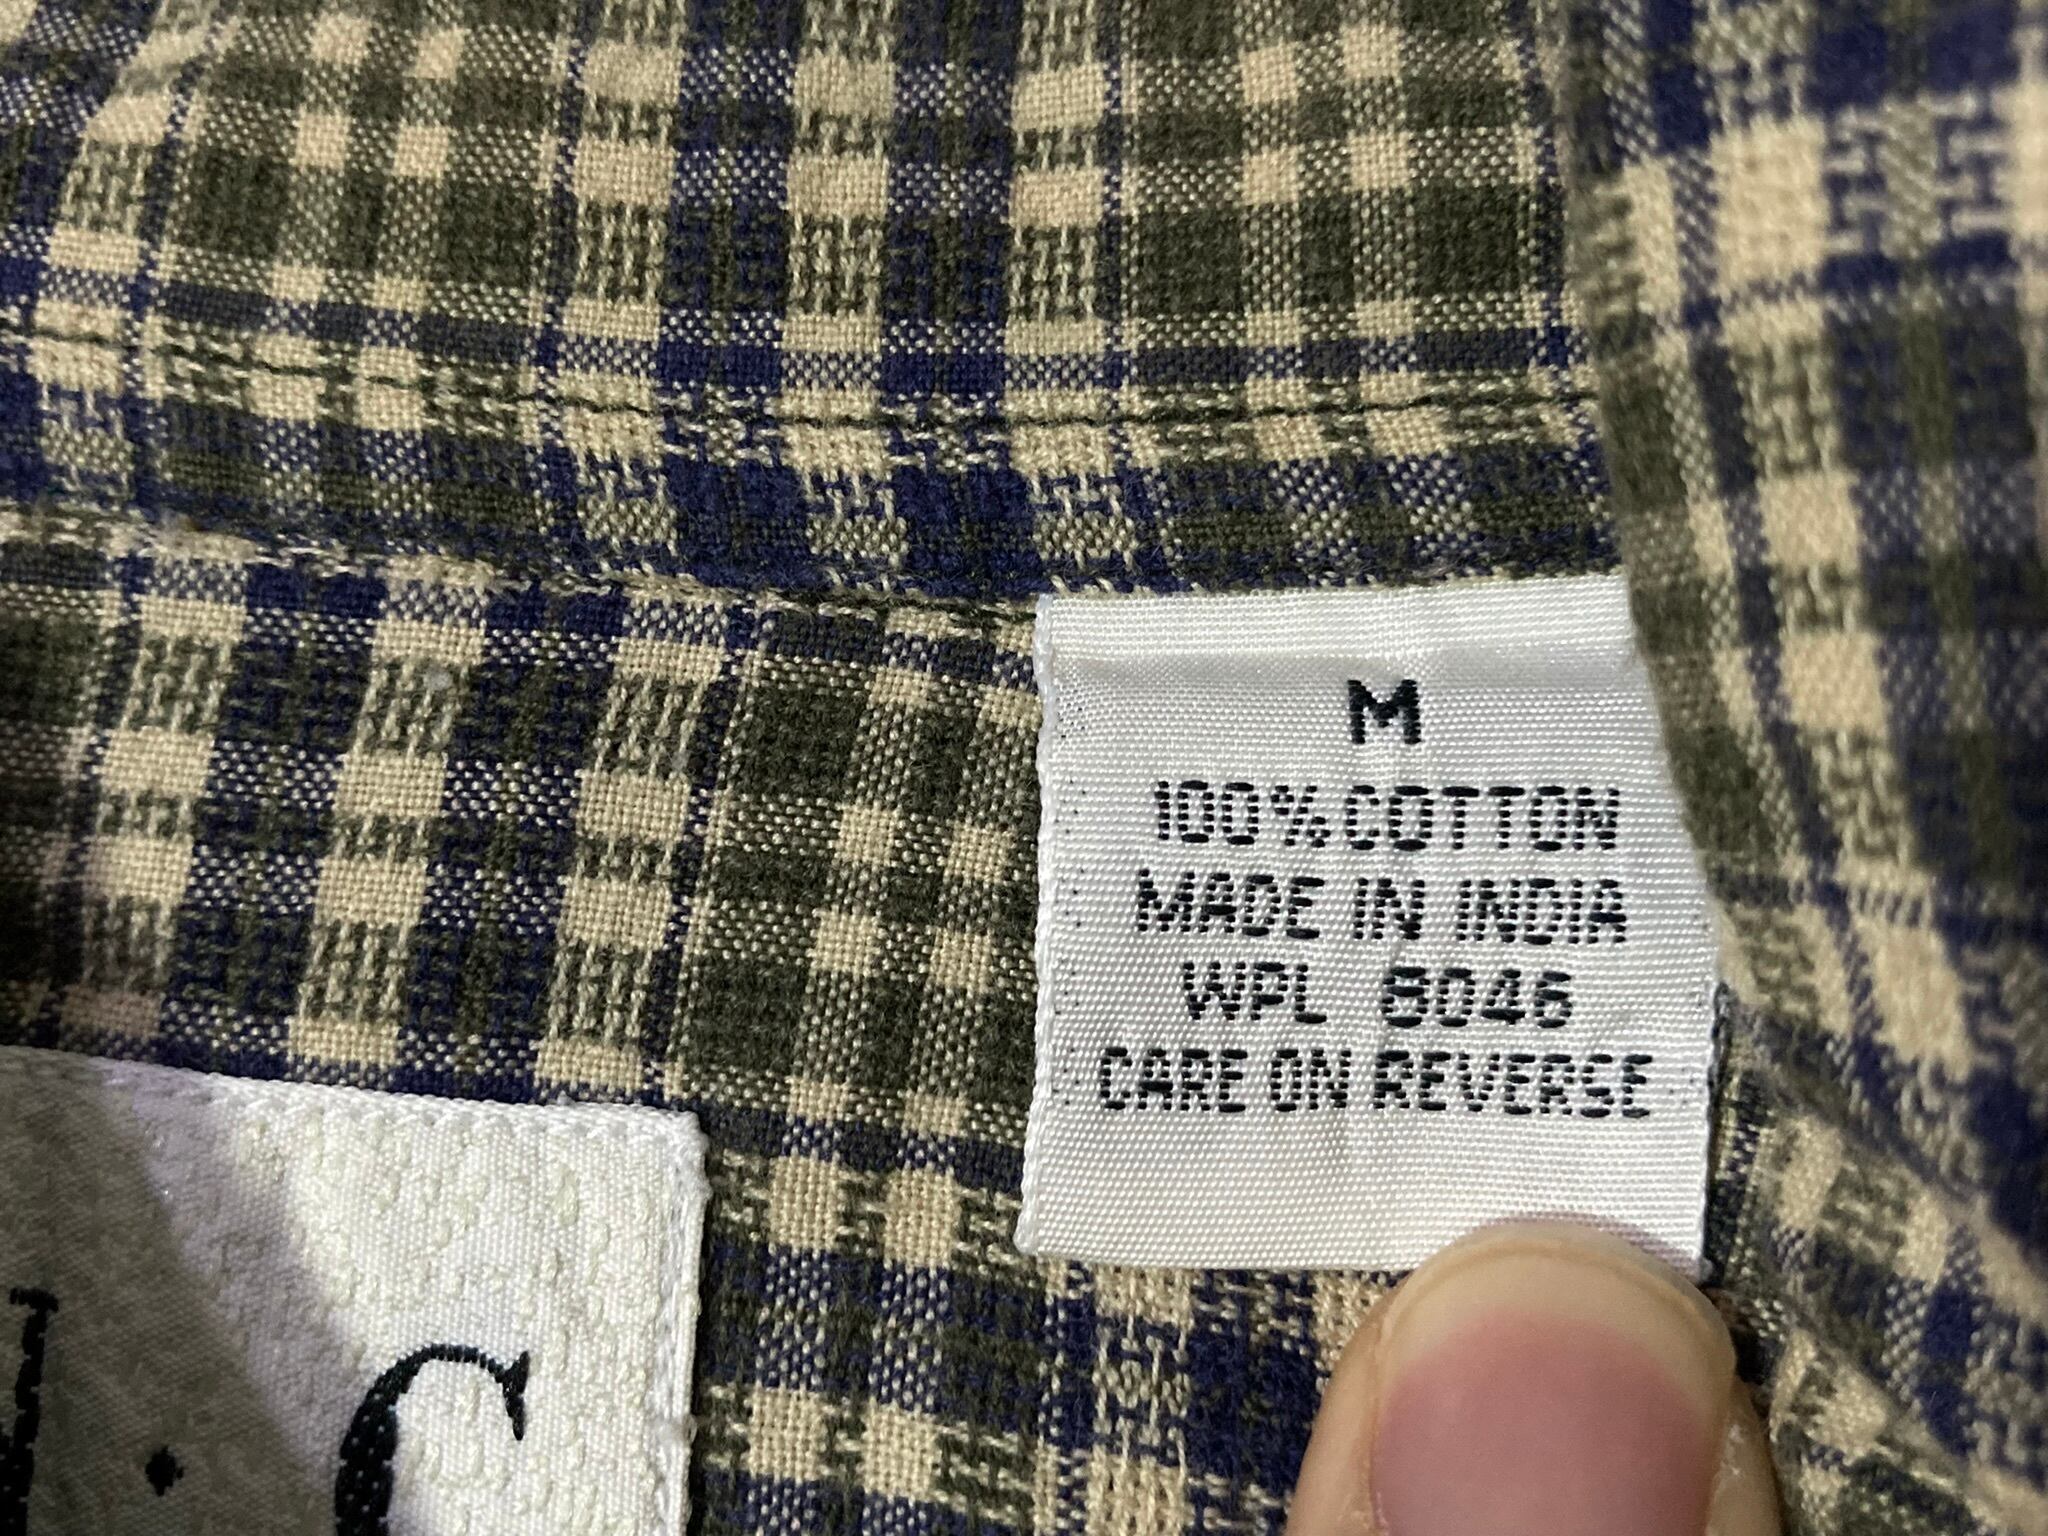 M
100% COTTON
MADE IN INDIA
WPL 8046
CARE ON REVERSE
C